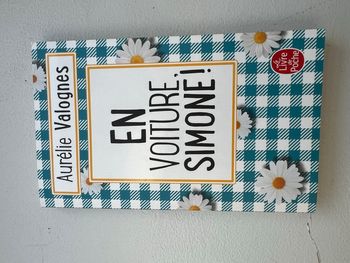 Aurélie Valognes
EN
VOITURE,
SIMONE !
Le Livre
de Poche